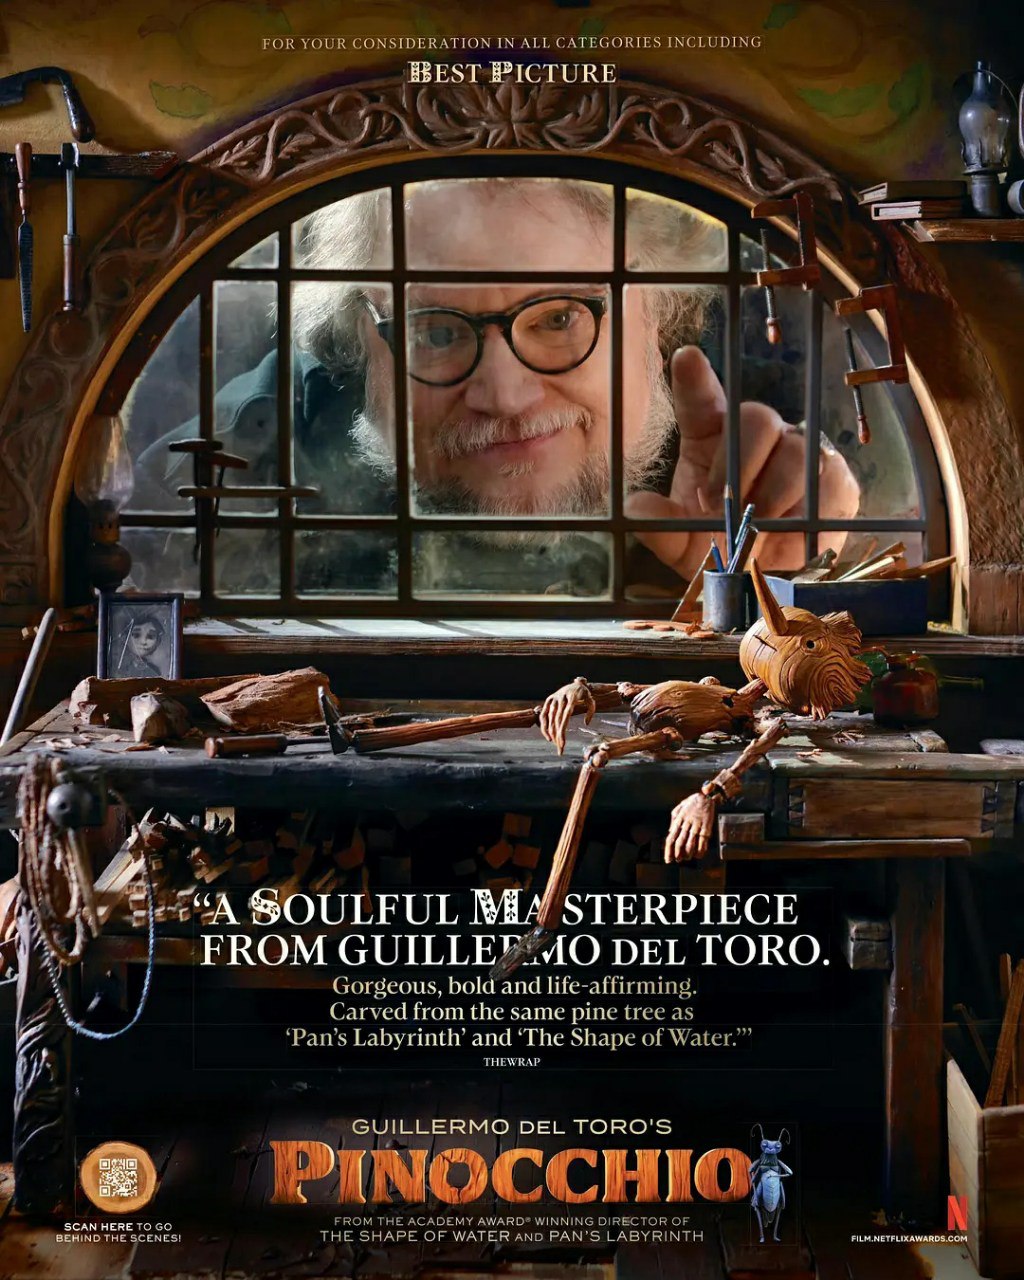 FOR YOUR CONSIDERATION IN ALL CATEGORIES INCLUDING
BEST PICTURE
“A SOULFUL MASTERPIECE
FROM GUILLERMO DEL TORO.
Gorgeous, bold and life-affirming.
Carved from the same pine tree as
‘Pan’s Labyrinth’ and ‘The Shape of Water.’”
THEWRAP
GUILLERMO DEL TORO'S
PINOCCHIO
FROM THE ACADEMY AWARD® WINNING DIRECTOR OF
THE SHAPE OF WATER AND PAN'S LABYRINTH
SCAN HERE TO GO
BEHIND THE SCENES!
N
FILM.NETFLIXAWARDS.COM